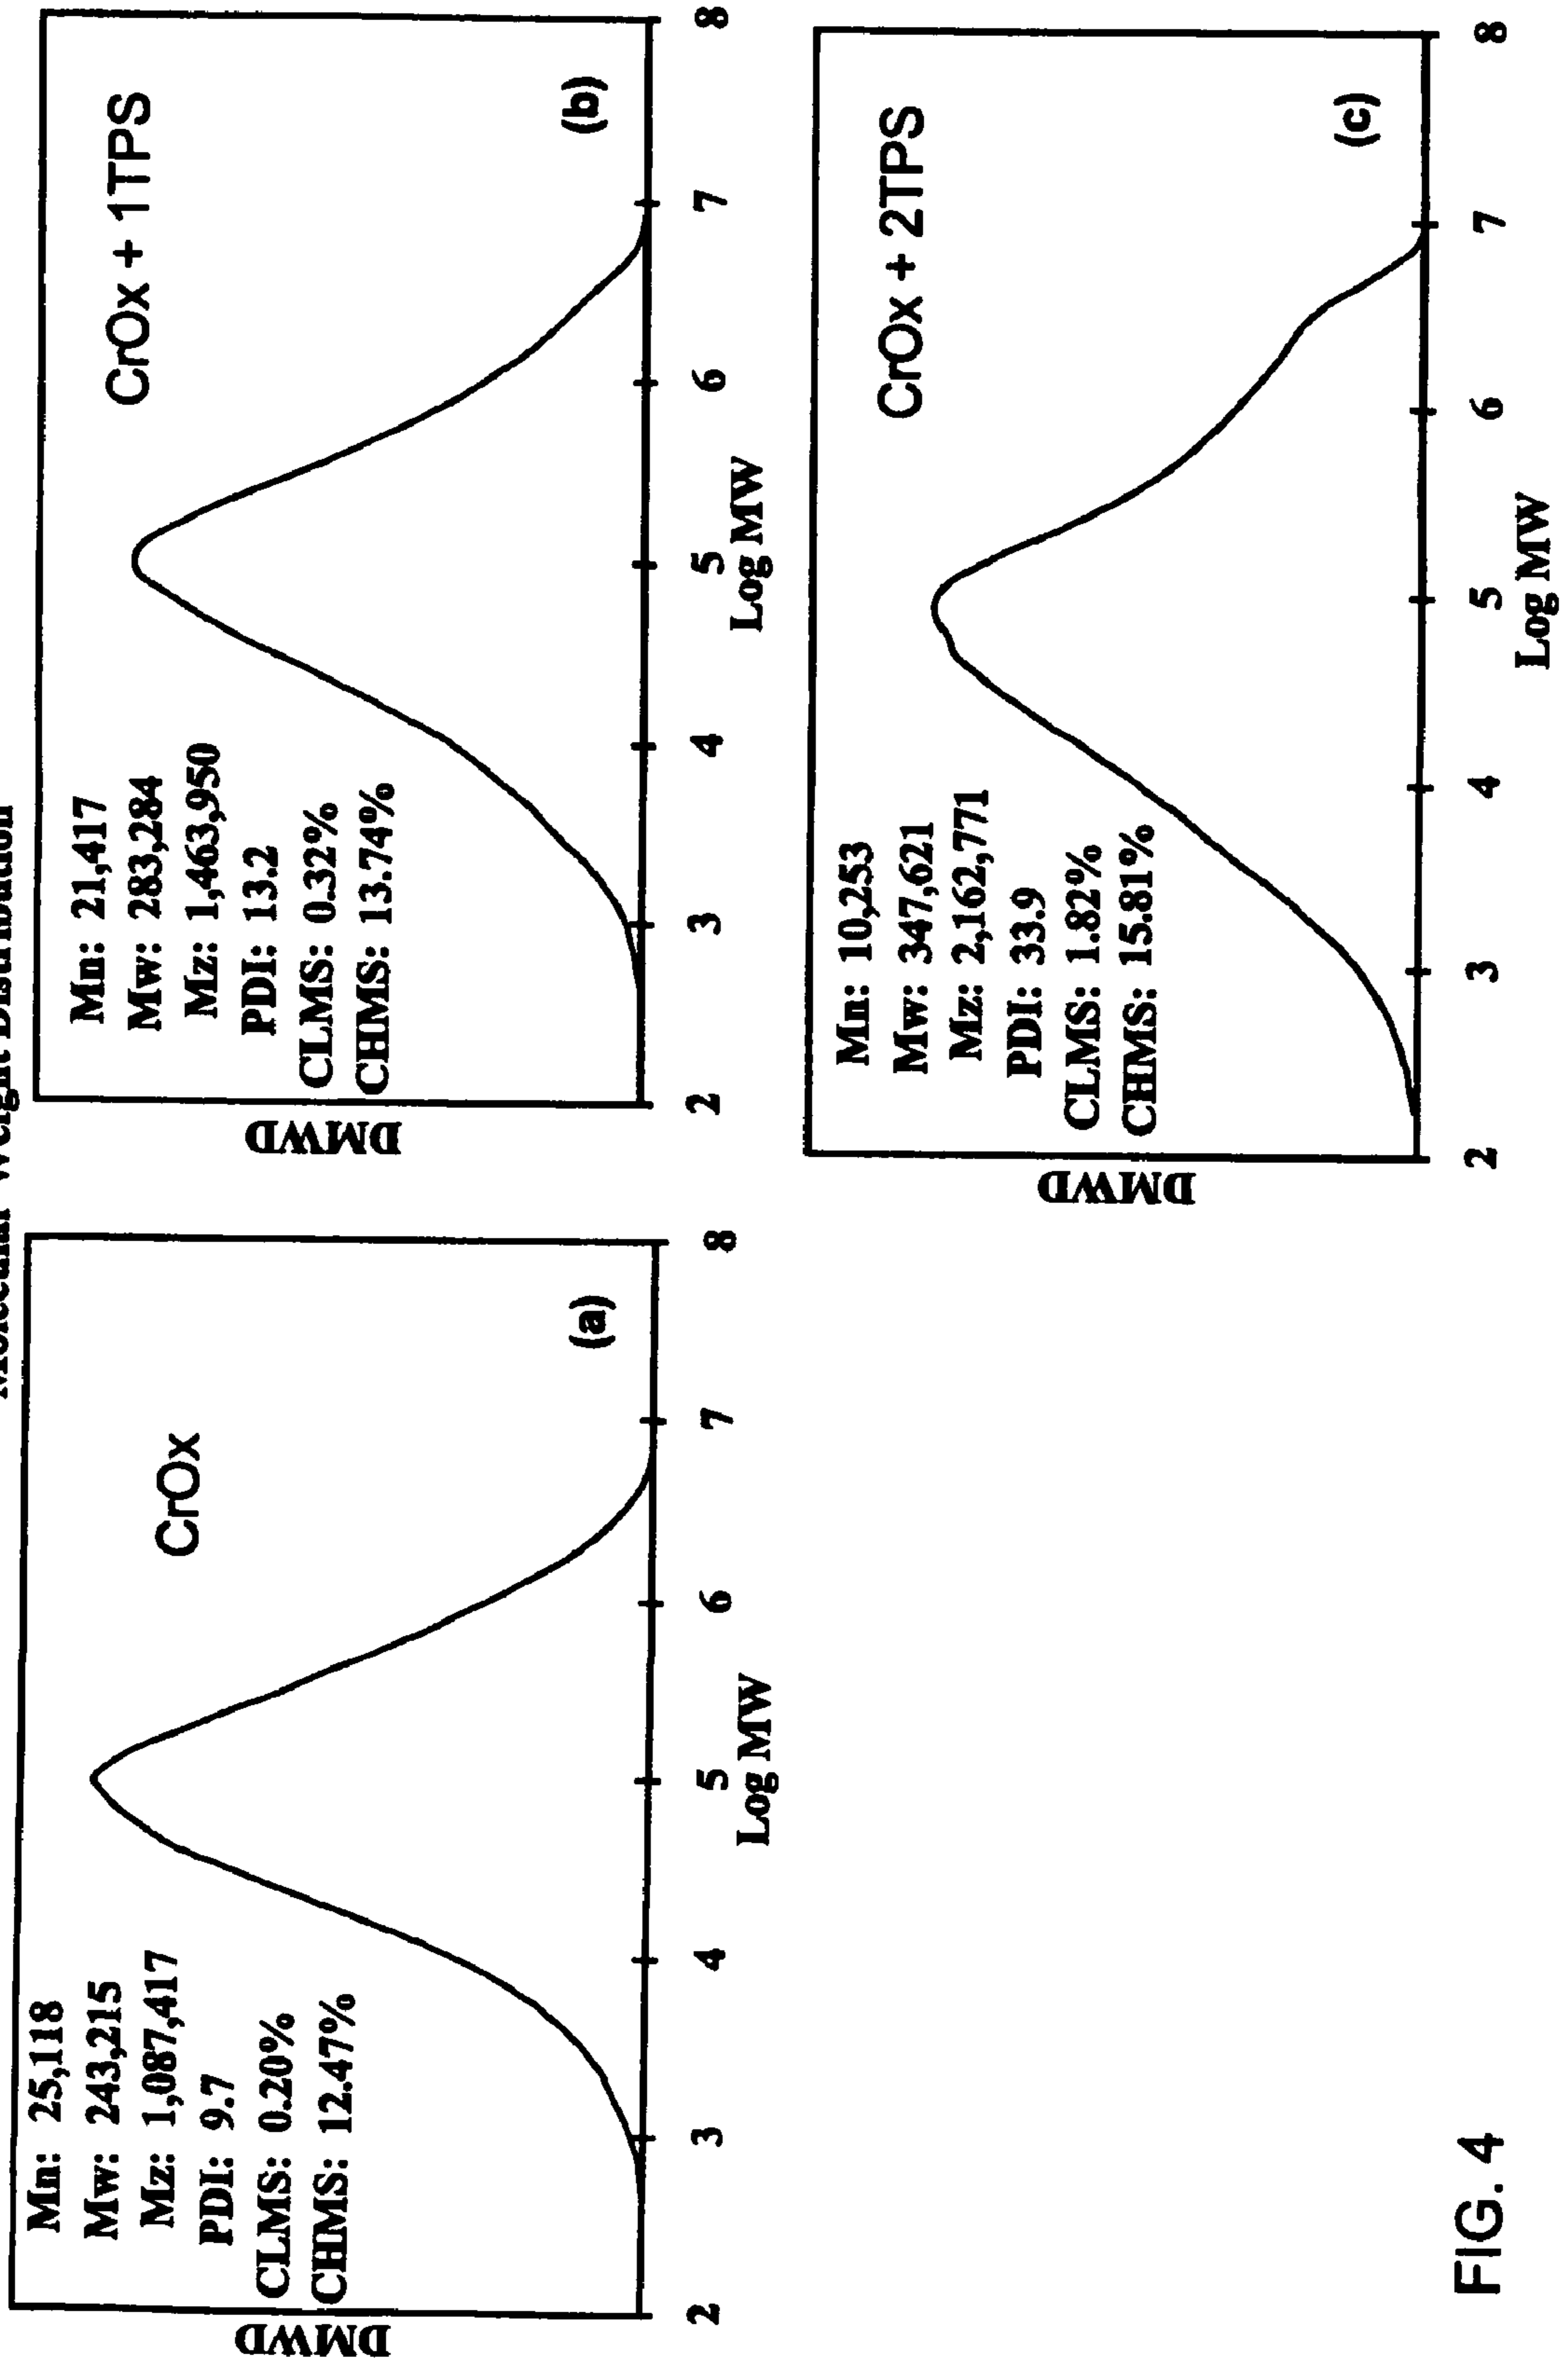 Molecular Weight Distribution
Mn: 25,118
Mw: 243,215
Mz: 1,087,417
PDI: 9.7
CLMS: 0.20%
CHMS: 12.47%
CrOx
(a)
DMWD
2 3 4 5 6 7 8
Log MW
Mn: 21,417
Mw: 283,284
Mz: 1,463,950
PDI: 13.2
CLMS: 0.32%
CHMS: 13.74%
CrOx + 1TPS
(b)
DMWD
2 3 4 5 6 7 8
Log MW
Mn: 10,253
Mw: 347,621
Mz: 2,162,771
PDI: 33.9
CLMS: 1.82%
CHMS: 15.81%
CrOx + 2TPS
(c)
DMWD
2 3 4 5 6 7 8
Log MW
FIG. 4